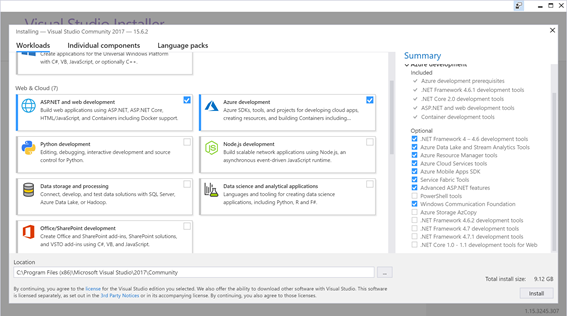 Visual Studio Installer
Installing — Visual Studio Community 2017 — 15.6.2
Workloads
Individual components
Language packs
Create applications for the Universal Windows Platform
with C#, VB, JavaScript, or optionally C++.
Web & Cloud (7)
ASP.NET and web development
Build web applications using ASP.NET, ASP.NET Core,
HTML/JavaScript, and Containers including Docker support.
Azure development
Azure SDKs, tools, and projects for developing cloud apps,
creating resources, and building Containers including...
Python development
Editing, debugging, interactive development and source
control for Python.
Node.js development
Build scalable network applications using Node.js, an
asynchronous event-driven JavaScript runtime.
Data storage and processing
Connect, develop, and test data solutions with SQL Server,
Azure Data Lake, or Hadoop.
Data science and analytical applications
Languages and tooling for creating data science
applications, including Python, R and F#.
Office/SharePoint development
Create Office and SharePoint add-ins, SharePoint solutions,
and VSTO add-ins using C#, VB, and JavaScript.
Summary
Azure development
Included
Azure development prerequisites
.NET Framework 4.6.1 development tools
.NET Core 2.0 development tools
ASP.NET and web development tools
Container development tools
Optional
.NET Framework 4 – 4.6 development tools
Azure Data Lake and Stream Analytics Tools
Azure Resource Manager tools
Azure Cloud Services tools
Azure Mobile Apps SDK
Service Fabric Tools
Advanced ASP.NET features
PowerShell tools
Windows Communication Foundation
Azure Storage AzCopy
.NET Framework 4.6.2 development tools
.NET Framework 4.7 development tools
.NET Framework 4.7.1 development tools
.NET Core 1.0 - 1.1 development tools for Web
Location
C:\Program Files (x86)\Microsoft Visual Studio\2017\Community
...
By continuing, you agree to the license for the Visual Studio edition you selected. We also offer the ability to download other software with Visual Studio. This software
is licensed separately, as set out in the 3rd Party Notices or in its accompanying license. By continuing, you also agree to those licenses.
Total install size: 9.12 GB
Install
1.15.3245.307